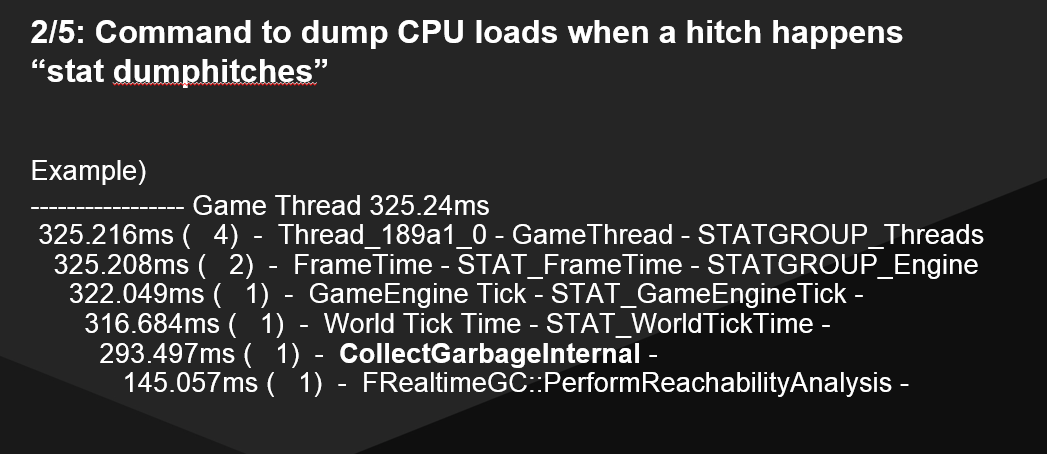 2/5: Command to dump CPU loads when a hitch happens
“stat dumphitches”
Example)
----------------- Game Thread 325.24ms
325.216ms (   4)  -  Thread_189a1_0 - GameThread - STATGROUP_Threads
325.208ms (   2)  -  FrameTime - STAT_FrameTime - STATGROUP_Engine
322.049ms (   1)  -  GameEngine Tick - STAT_GameEngineTick -
316.684ms (   1)  -  World Tick Time - STAT_WorldTickTime -
293.497ms (   1)  -  CollectGarbageInternal -
145.057ms (   1)  -  FRealtimeGC::PerformReachabilityAnalysis -